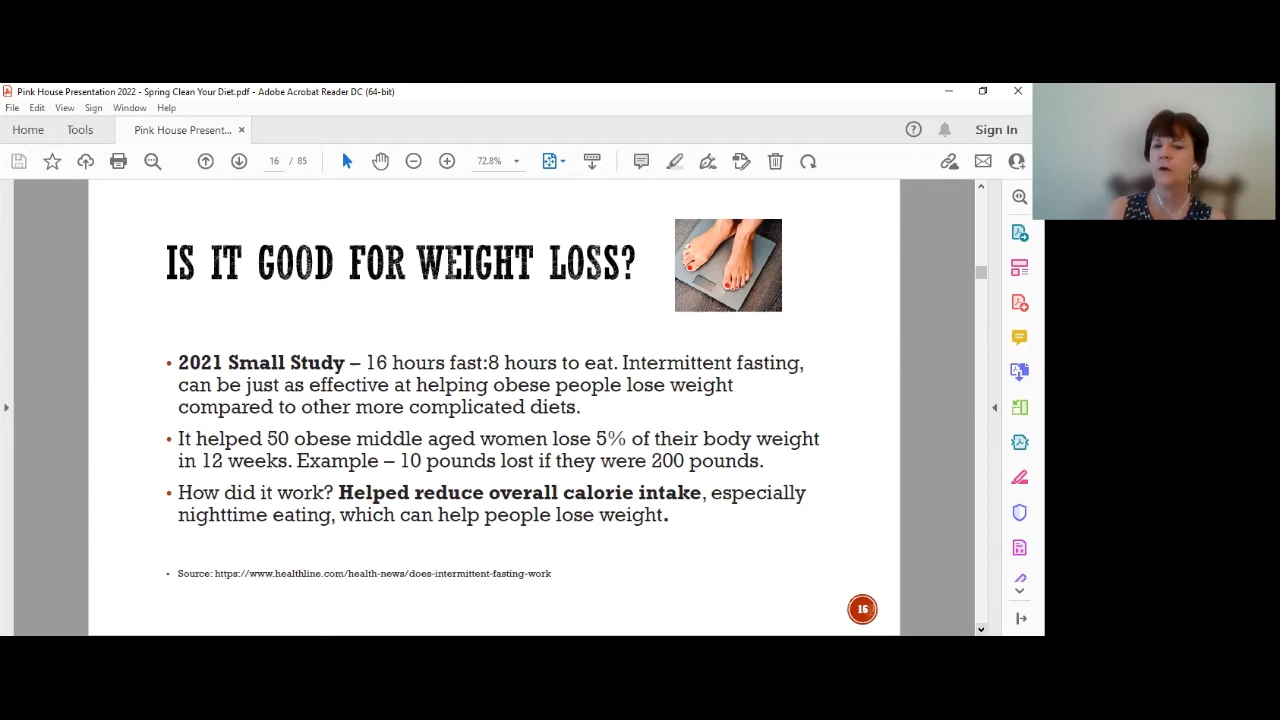 Pink House Presentation 2022 - Spring Clean Your Diet.pdf - Adobe Acrobat Reader DC (64-bit)
File Edit View Sign Window Help
Home Tools Pink House Present... Sign In
16 / 85 72.8%
IS IT GOOD FOR WEIGHT LOSS?
• 2021 Small Study – 16 hours fast:8 hours to eat. Intermittent fasting,
can be just as effective at helping obese people lose weight
compared to other more complicated diets.
• It helped 50 obese middle aged women lose 5% of their body weight
in 12 weeks. Example – 10 pounds lost if they were 200 pounds.
• How did it work? Helped reduce overall calorie intake, especially
nighttime eating, which can help people lose weight.
• Source: https://www.healthline.com/health-news/does-intermittent-fasting-work
16